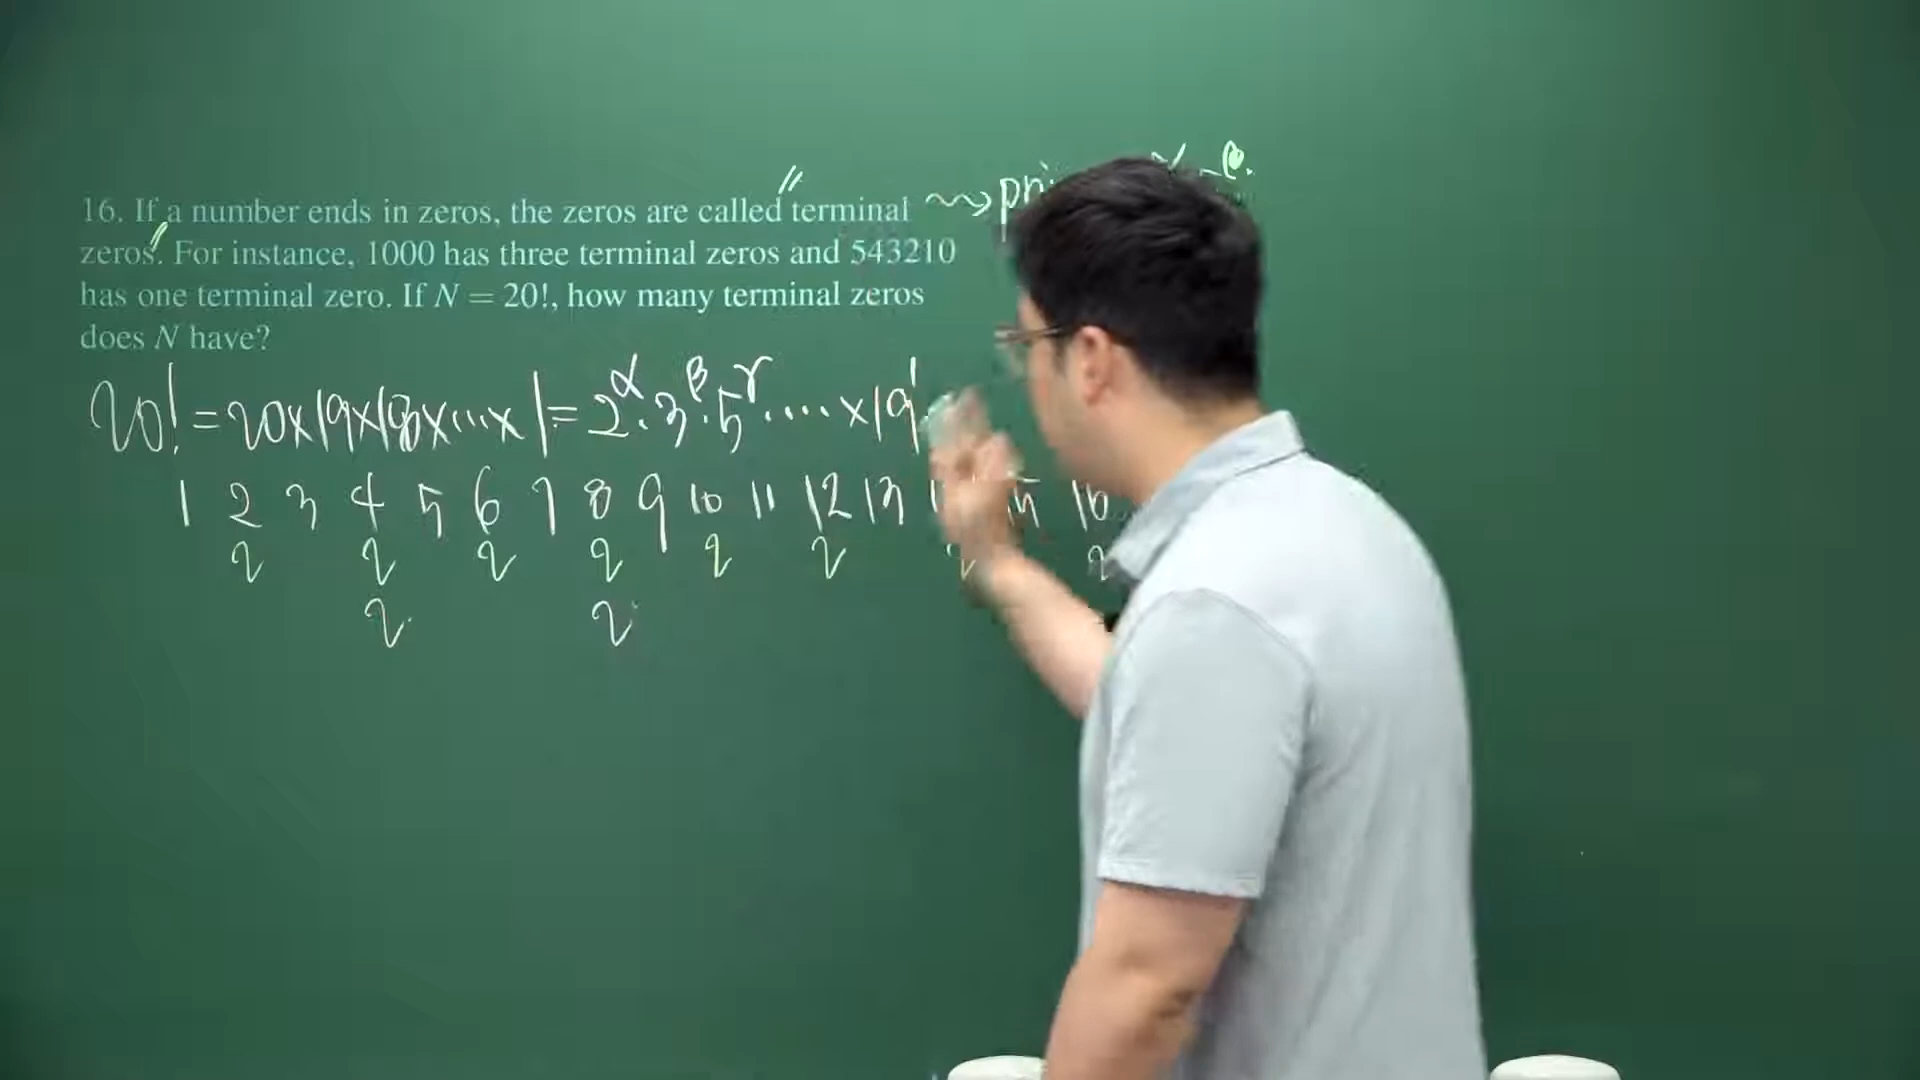 16. If a number ends in zeros, the zeros are called terminal
zeros. For instance, 1000 has three terminal zeros and 543210
has one terminal zero. If N = 20!, how many terminal zeros
does N have?
20! = 20×19×18×...×1 = 2^α·3^β·5^γ·....×19^1
1 2 3 4 5 6 7 8 9 10 11 12 13 15 16
2 2 2 2 2 2 2 2
2 2